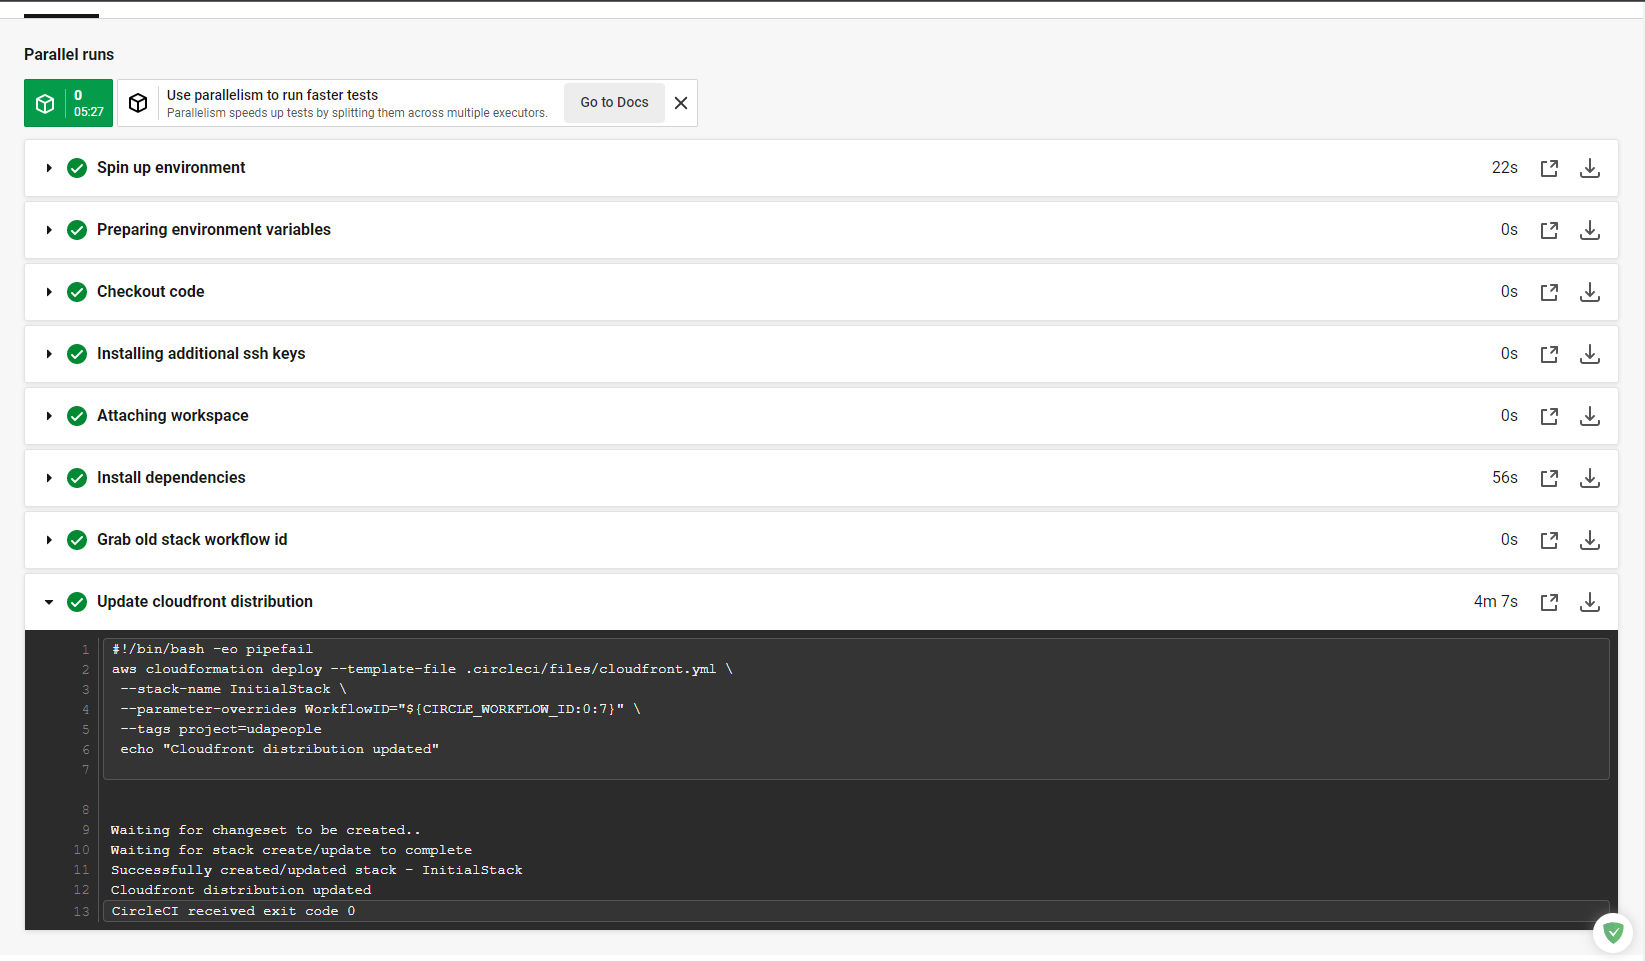 Parallel runs
0
05:27
Use parallelism to run faster tests
Parallelism speeds up tests by splitting them across multiple executors.
Go to Docs
Spin up environment 22s
Preparing environment variables 0s
Checkout code 0s
Installing additional ssh keys 0s
Attaching workspace 0s
Install dependencies 56s
Grab old stack workflow id 0s
Update cloudfront distribution 4m 7s
1 #!/bin/bash -eo pipefail
2 aws cloudformation deploy --template-file .circleci/files/cloudfront.yml \
3 --stack-name InitialStack \
4 --parameter-overrides WorkflowID="${CIRCLE_WORKFLOW_ID:0:7}" \
5 --tags project=udapeople
6 echo "Cloudfront distribution updated"
7
8
9 Waiting for changeset to be created..
10 Waiting for stack create/update to complete
11 Successfully created/updated stack - InitialStack
12 Cloudfront distribution updated
13 CircleCI received exit code 0